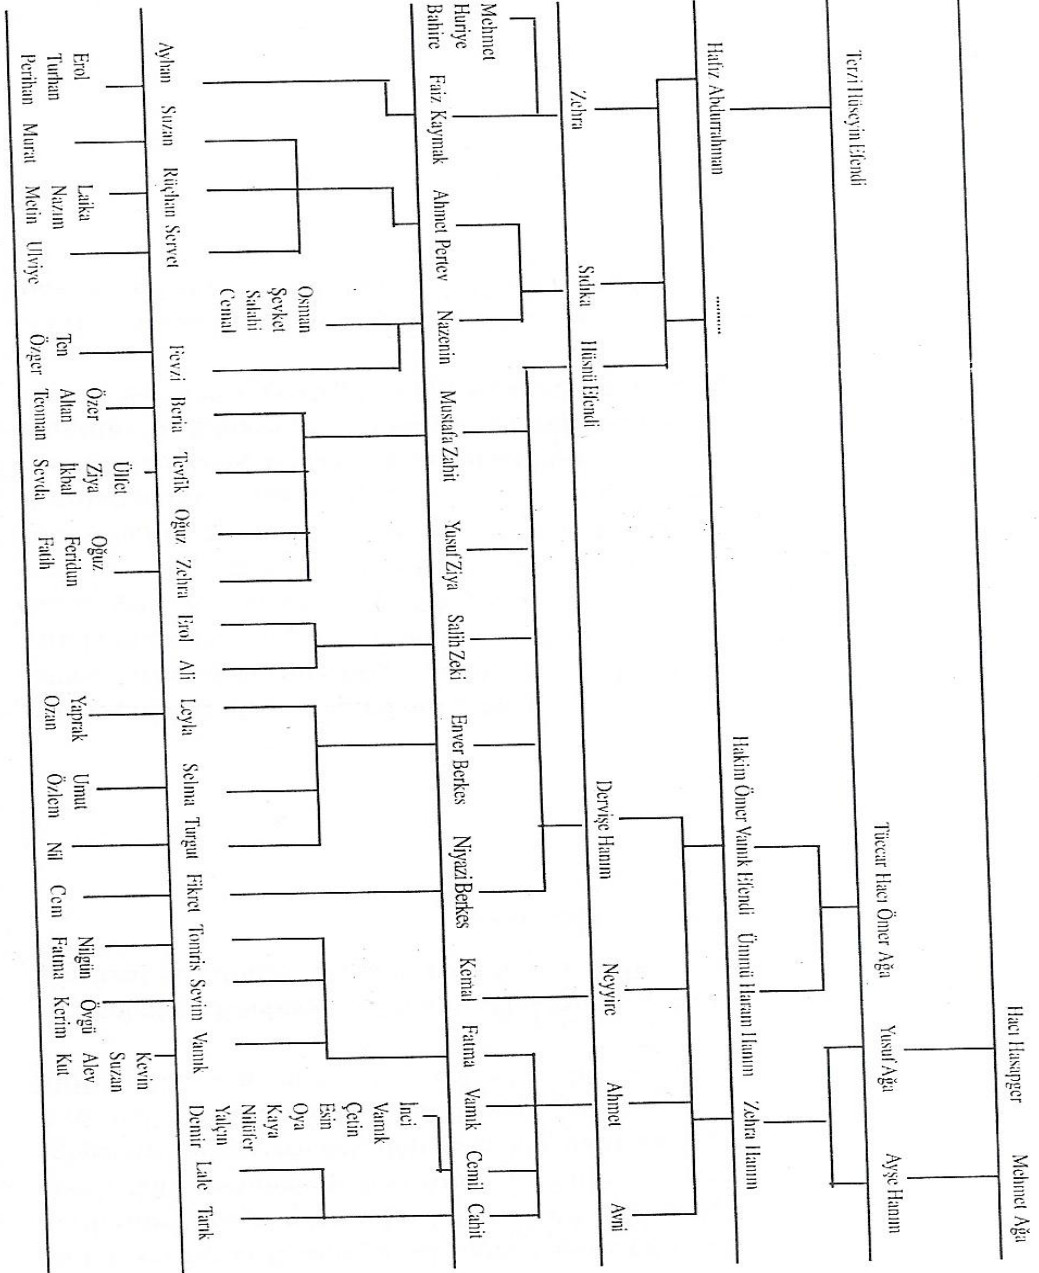 Hacı Hasapger Mehmet Ağa
Terzi Hüseyin Efendi Tüccar Hacı Ömer Ağa Yusuf Ağa Ayşe Hanım
Hafız Abdurrahman .......... Hakim Ömer Vamık Efendi Ümmü Haram Hanım Zehra Hanım
Zehra Sıdıka Hüsnü Efendi Dervişe Hanım Neyyire Ahmet Avni
Mehmet
Huriye
Bahire Faiz Kaymak Ahmet Pertev Nazenin Mustafa Zahit Yusuf Ziya Salih Zeki Enver Berkes Niyazi Berkes Kemal Fatma Vamık Cemil Cahit
İnci
Vamık
Çetin
Esin
Oya
Kaya
Nilüfer
Yalçın
Demir
Osman
Şevket
Salahi
Cemal
Ayhan Suzan Rüçhan Servet Fevzi Beria Tevfik Oğuz Zehra Erol Ali Leyla Selma Turgut Fikret Tomris Sevim Vamık Lale Tarık
Erol
Turhan
Perihan
Murat
Laika
Nazım
Metin
Ulviye
Ten
Özger
Özer
Altan
Teoman
Ülfet
Ziya
İkbal
Sevda
Oğuz
Feridun
Fatih
Yaprak
Ozan
Umut
Özlem
Nil
Cem
Nilgün
Fatma
Övgü
Kerim
Kevin
Suzan
Alev
Kut